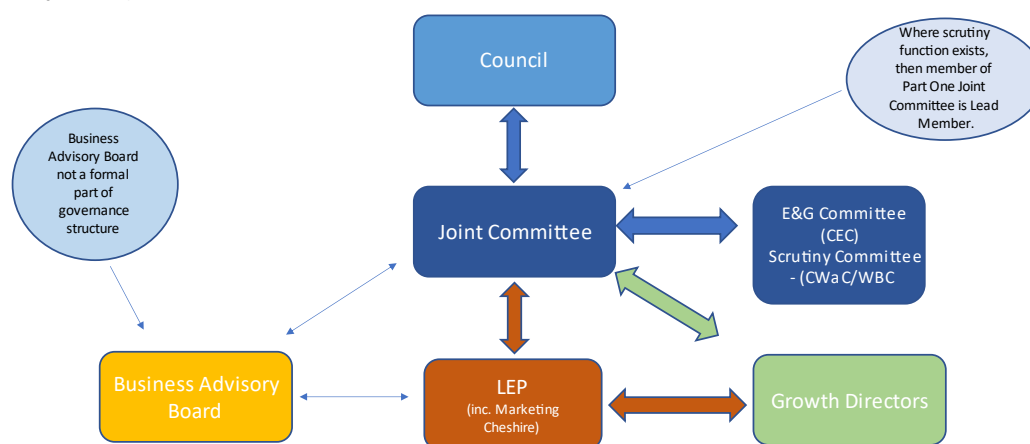 Council
Where scrutiny
function exists,
then member of
Part One Joint
Committee is Lead
Member.
Business
Advisory Board
not a formal
part of
governance
structure
Joint Committee
E&G Committee
(CEC)
Scrutiny Committee
- (CWaC/WBC
Business Advisory
Board
LEP
(inc. Marketing
Cheshire)
Growth Directors